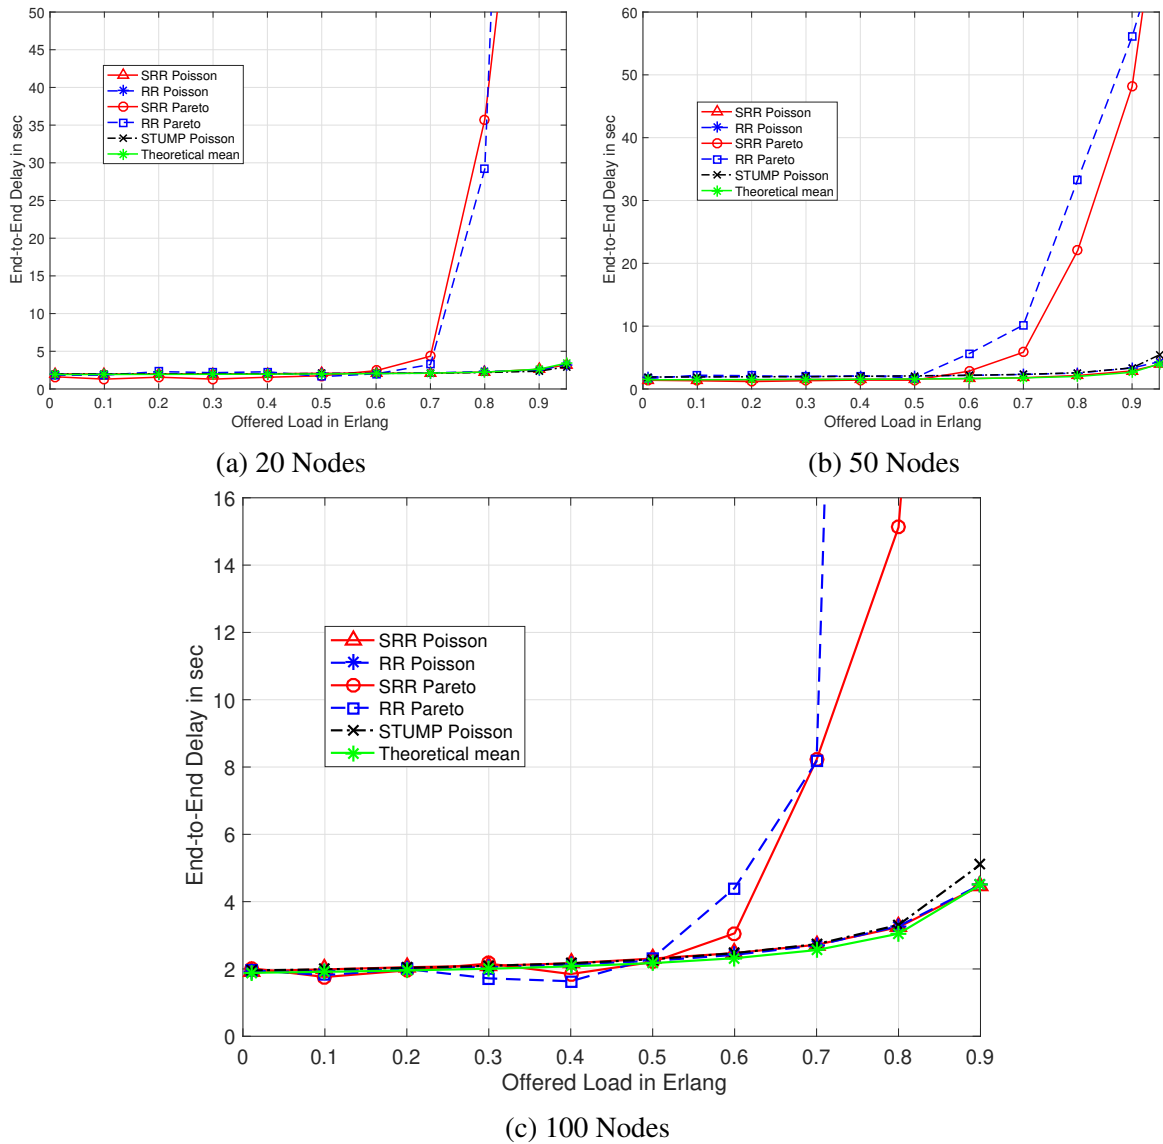 50
45
40
35
30
25
20
15
10
5
0
End-to-End Delay in sec
SRR Poisson
RR Poisson
SRR Pareto
RR Pareto
STUMP Poisson
Theoretical mean
0 0.1 0.2 0.3 0.4 0.5 0.6 0.7 0.8 0.9
Offered Load in Erlang
(a) 20 Nodes
60
50
40
30
20
10
0
End-to-End Delay in sec
SRR Poisson
RR Poisson
SRR Pareto
RR Pareto
STUMP Poisson
Theoretical mean
0 0.1 0.2 0.3 0.4 0.5 0.6 0.7 0.8 0.9
Offered Load in Erlang
(b) 50 Nodes
16
14
12
10
8
6
4
2
0
End-to-End Delay in sec
SRR Poisson
RR Poisson
SRR Pareto
RR Pareto
STUMP Poisson
Theoretical mean
0 0.1 0.2 0.3 0.4 0.5 0.6 0.7 0.8 0.9
Offered Load in Erlang
(c) 100 Nodes